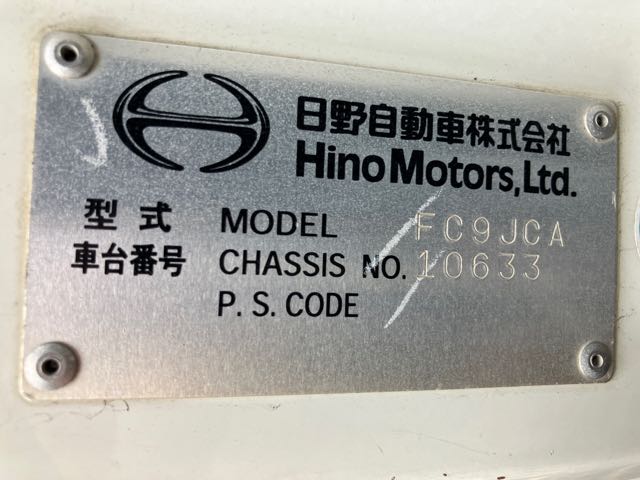 日野自動車株式会社
Hino Motors, Ltd.
型式 MODEL FC9JCA
車台番号 CHASSIS NO. 10633
P. S. CODE